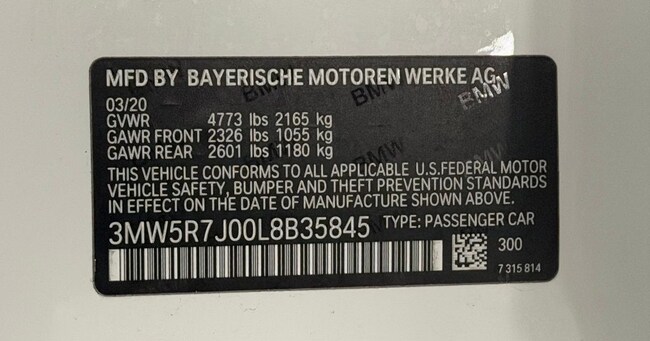 MFD BY BAYERISCHE MOTOREN WERKE AG
03/20
GVWR 4773 lbs 2165 kg
GAWR FRONT 2326 lbs 1055 kg
GAWR REAR 2601 lbs 1180 kg
THIS VEHICLE CONFORMS TO ALL APPLICABLE U.S.FEDERAL MOTOR
VEHICLE SAFETY, BUMPER AND THEFT PREVENTION STANDARDS
IN EFFECT ON THE DATE OF MANUFACTURE SHOWN ABOVE.
3MW5R7J00L8B35845 TYPE: PASSENGER CAR
300
7 315 814
BMW
BMW
BMW